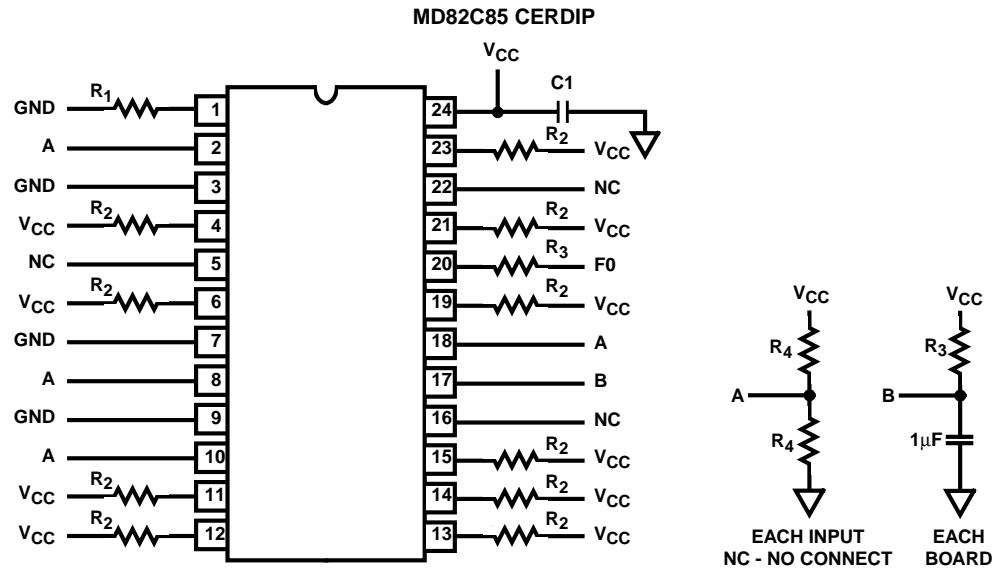 MD82C85 CERDIP
VCC
C1
GND R1 1
A 2
GND 3
VCC R2 4
NC 5
VCC R2 6
GND 7
A 8
GND 9
A 10
VCC R2 11
VCC R2 12
24
23 R2 VCC
22 NC
21 R2 VCC
20 R3 F0
19 R2 VCC
18 A
17 B
16 NC
15 R2 VCC
14 R2 VCC
13 R2 VCC
VCC
R4
A
R4
EACH INPUT
NC - NO CONNECT
VCC
R3
B
1μF
EACH
BOARD